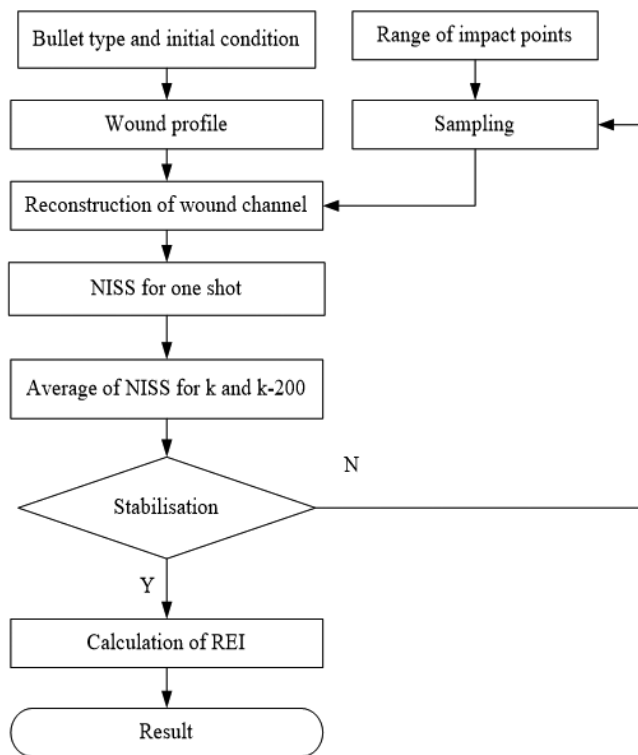 Bullet type and initial condition
Range of impact points
Wound profile
Sampling
Reconstruction of wound channel
NISS for one shot
Average of NISS for k and k-200
N
Stabilisation
Y
Calculation of REI
Result